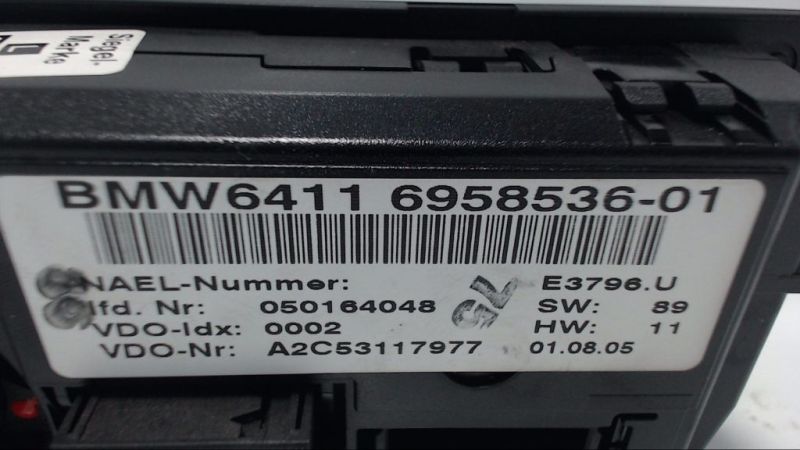 Siegel-
Marke
BMW6411 6958536-01
NAEL-Nummer: E3796.U
lfd. Nr: 050164048 SW: 89
VDO-Idx: 0002 HW: 11
VDO-Nr: A2C53117977 01.08.05